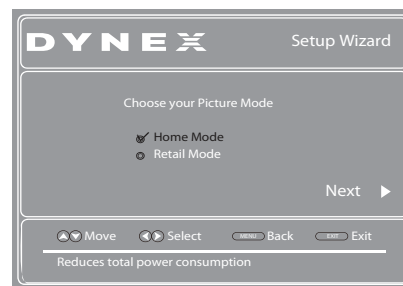 DYNEX Setup Wizard
Choose your Picture Mode
Home Mode
Retail Mode
Next
Move Select MENU Back EXIT Exit
Reduces total power consumption